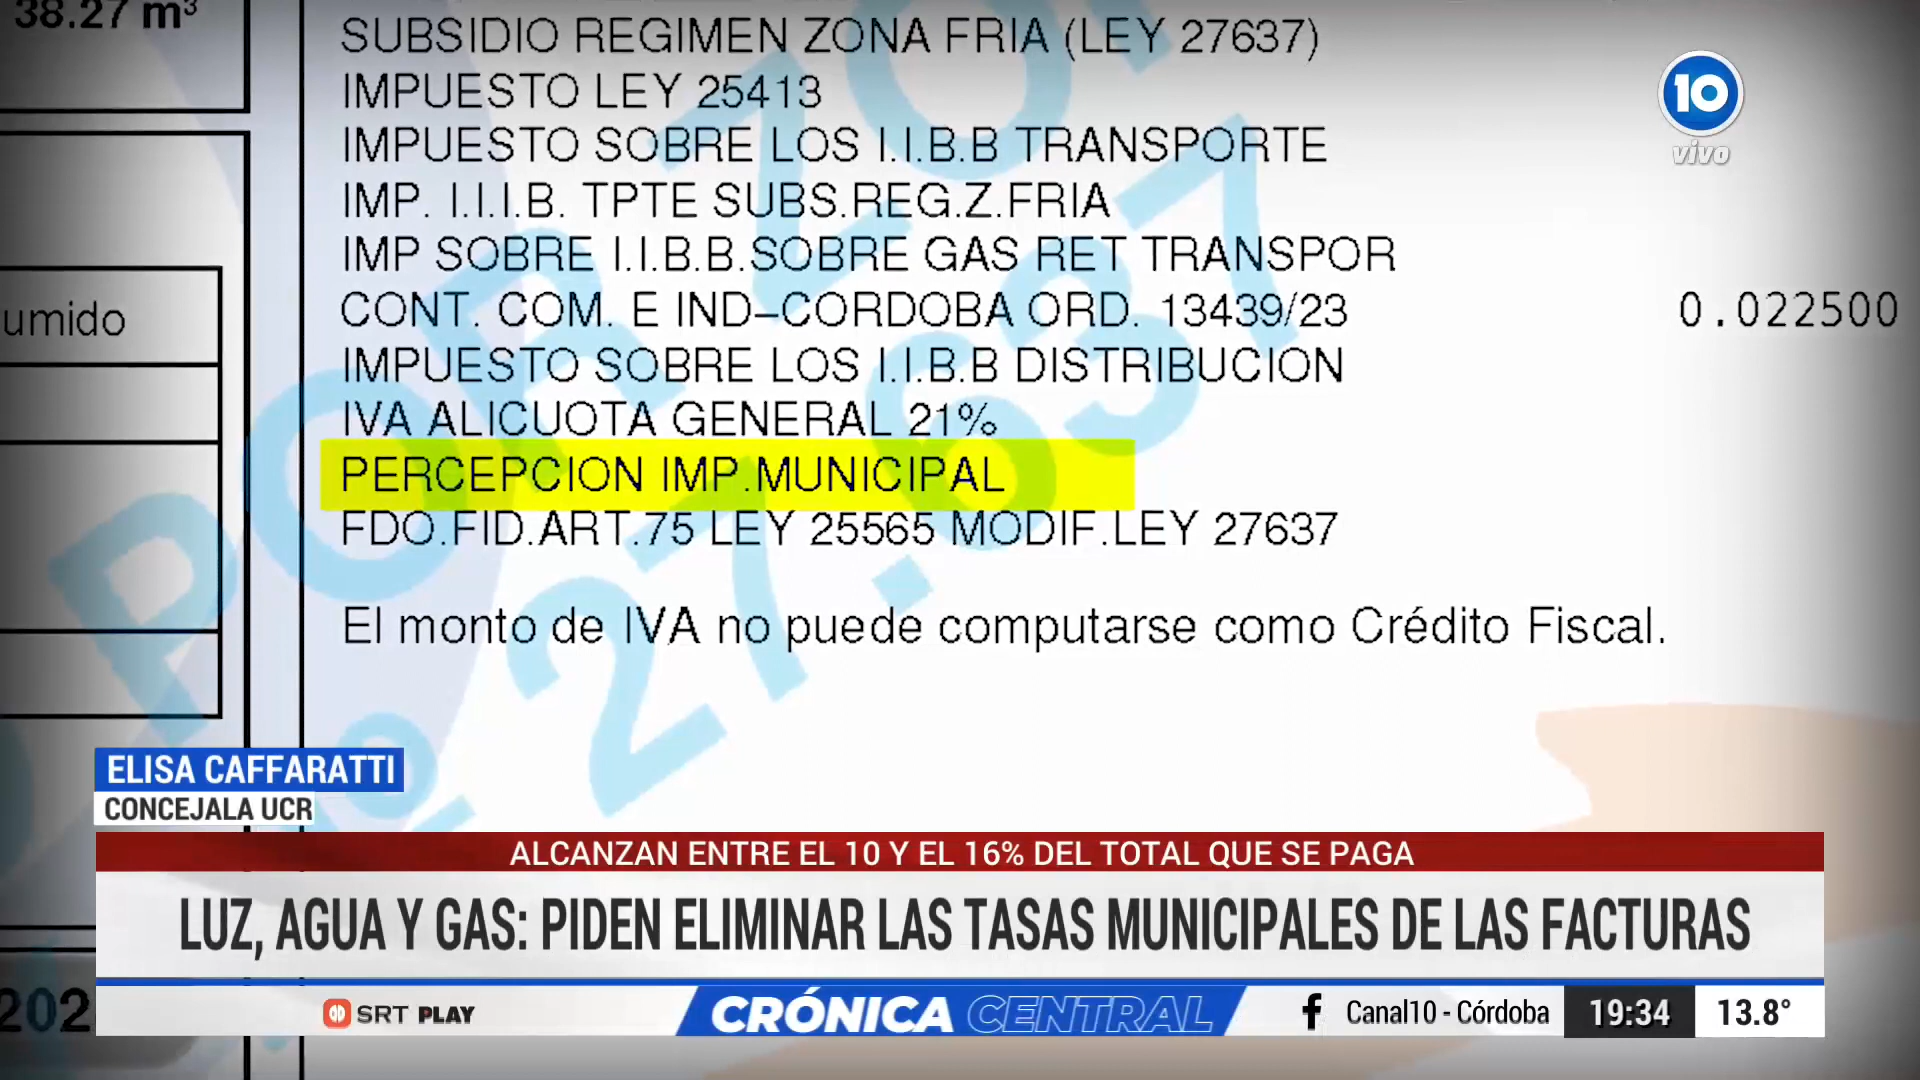 38.27 m³
SUBSIDIO REGIMEN ZONA FRIA (LEY 27637)
IMPUESTO LEY 25413
IMPUESTO SOBRE LOS I.I.B.B TRANSPORTE
IMP. I.I.I.B. TPTE SUBS.REG.Z.FRIA
IMP SOBRE I.I.B.B.SOBRE GAS RET TRANSPOR
CONT. COM. E IND-CORDOBA ORD. 13439/23 0.022500
IMPUESTO SOBRE LOS I.I.B.B DISTRIBUCION
IVA ALICUOTA GENERAL 21%
PERCEPCION IMP.MUNICIPAL
FDO.FID.ART.75 LEY 25565 MODIF.LEY 27637
El monto de IVA no puede computarse como Crédito Fiscal.
umido
202
POR ZO
Nº 27.637
10
vivo
ELISA CAFFARATTI
CONCEJALA UCR
ALCANZAN ENTRE EL 10 Y EL 16% DEL TOTAL QUE SE PAGA
LUZ, AGUA Y GAS: PIDEN ELIMINAR LAS TASAS MUNICIPALES DE LAS FACTURAS
SRT PLAY
CRÓNICA CENTRAL
Canal10 - Córdoba
19:34
13.8°